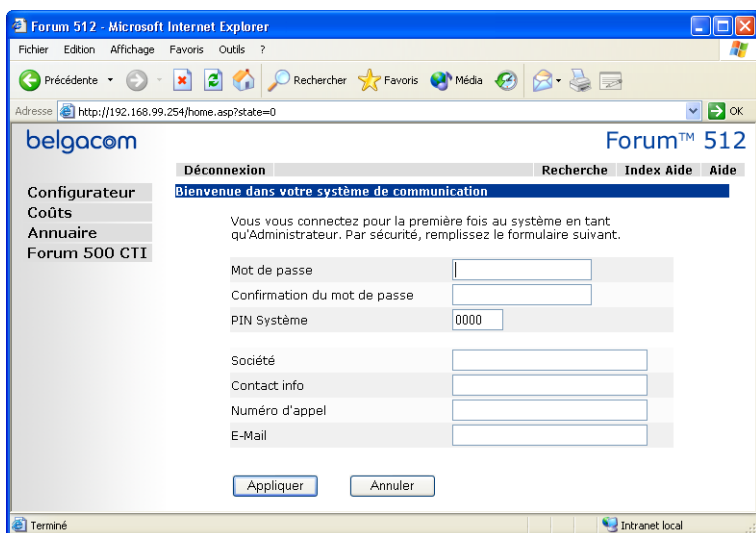 Forum 512 - Microsoft Internet Explorer
Fichier Edition Affichage Favoris Outils ?
Précédente Rechercher Favoris Média
Adresse http://192.168.99.254/home.asp?state=0 OK
belgacom Forum™ 512
Déconnexion Recherche Index Aide Aide
Configurateur
Coûts
Annuaire
Forum 500 CTI
Bienvenue dans votre système de communication
Vous vous connectez pour la première fois au système en tant
qu'Administrateur. Par sécurité, remplissez le formulaire suivant.
Mot de passe
Confirmation du mot de passe
PIN Système 0000
Société
Contact info
Numéro d'appel
E-Mail
Appliquer Annuler
Terminé Intranet local